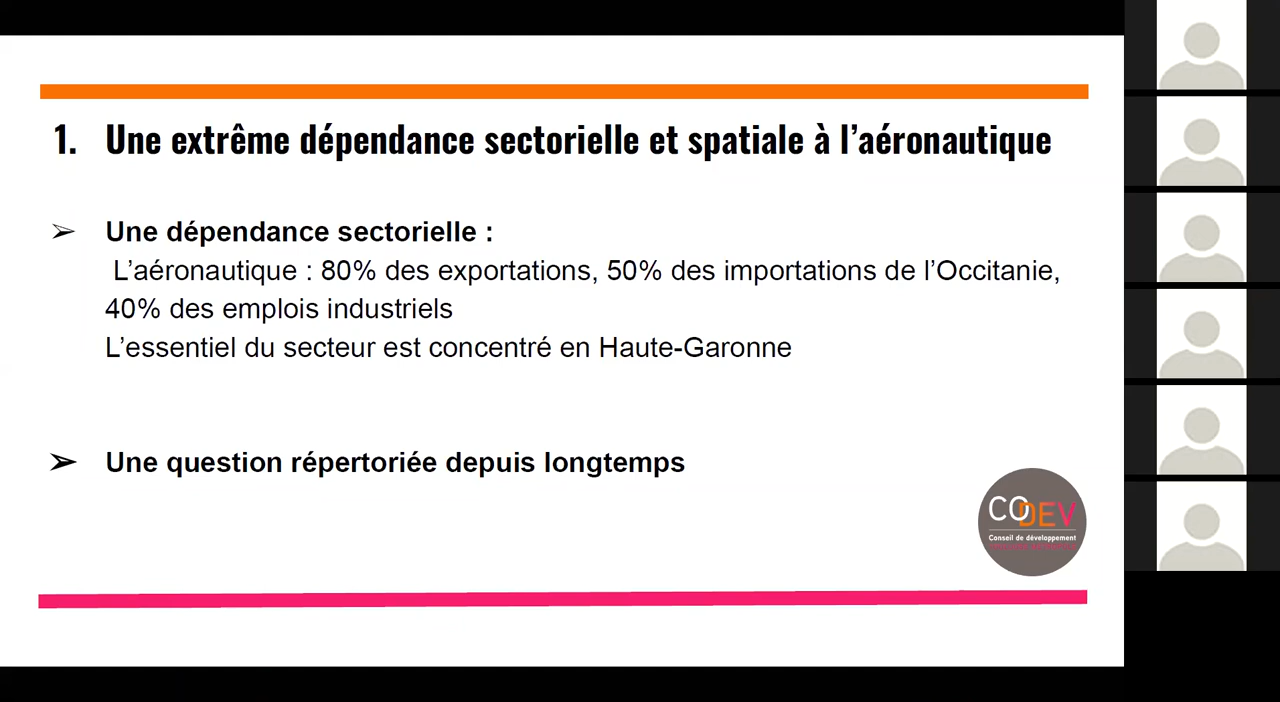 1. Une extrême dépendance sectorielle et spatiale à l’aéronautique
➢ Une dépendance sectorielle :
L’aéronautique : 80% des exportations, 50% des importations de l’Occitanie,
40% des emplois industriels
L’essentiel du secteur est concentré en Haute-Garonne
➢ Une question répertoriée depuis longtemps
CODEV
Conseil de développement